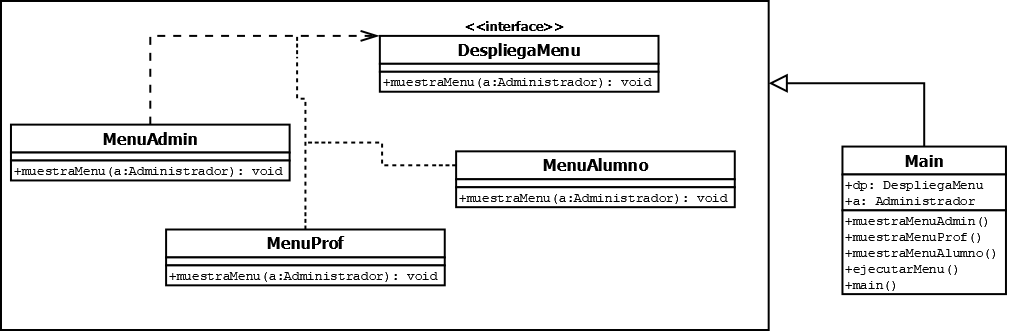 <<interface>>
DespliegaMenu
+muestraMenu(a:Administrador): void
MenuAdmin
+muestraMenu(a:Administrador): void
MenuAlumno
+muestraMenu(a:Administrador): void
MenuProf
+muestraMenu(a:Administrador): void
Main
+dp: DespliegaMenu
+a: Administrador
+muestraMenuAdmin()
+muestraMenuProf()
+muestraMenuAlumno()
+ejecutarMenu()
+main()